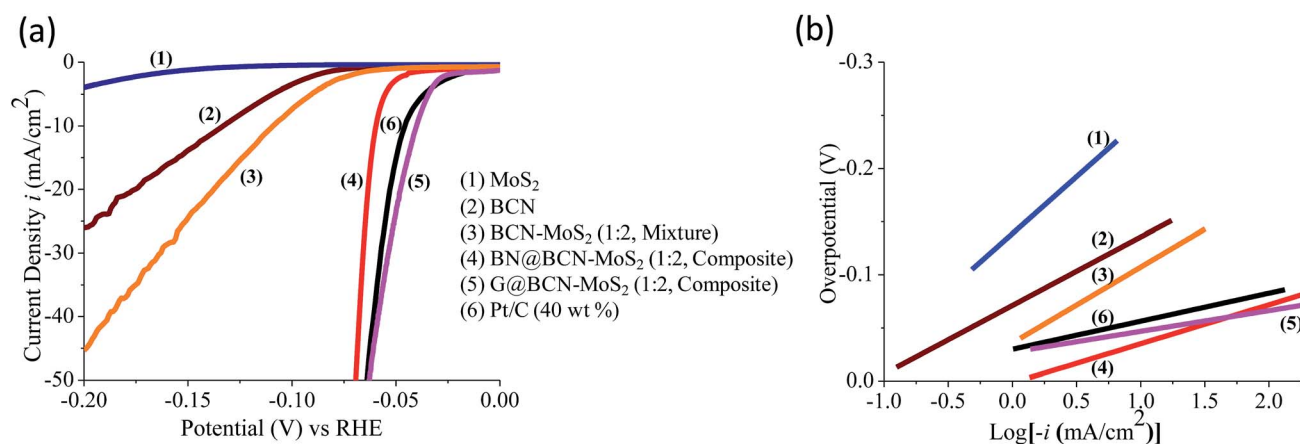 (a)
0
-10
-20
-30
-40
-50
Current Density i (mA/cm²)
-0.20
-0.15
-0.10
-0.05
0.00
Potential (V) vs RHE
(1)
(2)
(3)
(4)
(5)
(6)
(1) MoS₂
(2) BCN
(3) BCN-MoS₂ (1:2, Mixture)
(4) BN@BCN-MoS₂ (1:2, Composite)
(5) G@BCN-MoS₂ (1:2, Composite)
(6) Pt/C (40 wt %)
(b)
-0.3
-0.2
-0.1
0.0
Overpotential (V)
-1.0
-0.5
0.0
0.5
1.0
1.5
2.0
Log[-i (mA/cm²)]
(1)
(2)
(3)
(6)
(5)
(4)